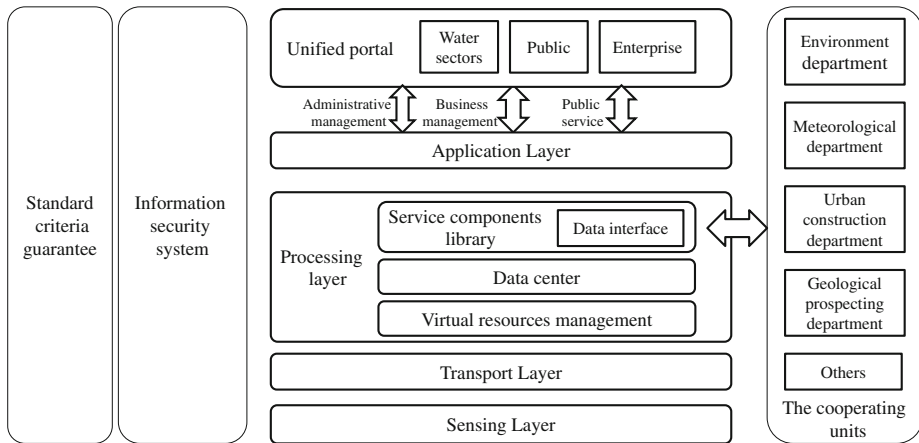 Standard
criteria
guarantee
Information
security
system
Unified portal
Water
sectors
Public
Enterprise
Administrative
management
Business
management
Public
service
Application Layer
Processing
layer
Service components
library
Data interface
Data center
Virtual resources management
Transport Layer
Sensing Layer
Environment
department
Meteorological
department
Urban
construction
department
Geological
prospecting
department
Others
The cooperating
units